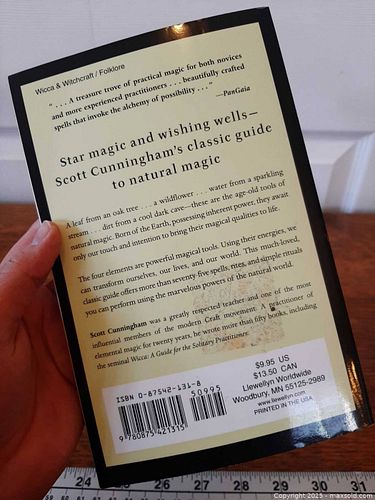 Wicca & Witchcraft / Folklore
“ . . . A treasure trove of practical magic for both novices
and more experienced practitioners . . . beautifully crafted
spells that invoke the alchemy of possibility . . . ” —PanGaia
Star magic and wishing wells—
Scott Cunningham's classic guide
to natural magic
A leaf from an oak tree . . . a wildflower . . . water from a sparkling
stream . . . dirt from a cool dark cave—these are the age-old tools of
natural magic. Born of the Earth, possessing inherent power, they await
only our touch and intention to bring their magical qualities to life.
The four elements are powerful magical tools. Using their energies, we
can transform ourselves, our lives, and our world. This much-loved,
classic guide offers more than seventy-five spells, rites, and simple rituals
you can perform using the marvelous powers of the natural world.
Scott Cunningham was a greatly respected teacher and one of the most
influential members of the modern Craft movement. A practitioner of
elemental magic for twenty years, he wrote more than fifty books, including
the seminal Wicca: A Guide for the Solitary Practitioner.
ISBN 0-87542-131-8
50995
9 780875 421315
$9.95 US
$13.50 CAN
Llewellyn Worldwide
Woodbury, MN 55125-2989
www.llewellyn.com
PRINTED IN THE USA
24 25 26 27 28 29 30 31
Copyright 2025 - maxsold.com